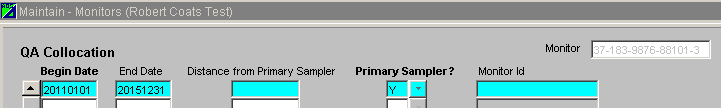 Maintain - Monitors (Robert Coats Test)
Monitor 37-183-9876-88101-3
QA Collocation
Begin Date End Date Distance from Primary Sampler Primary Sampler? Monitor Id
20110101 20151231 Y